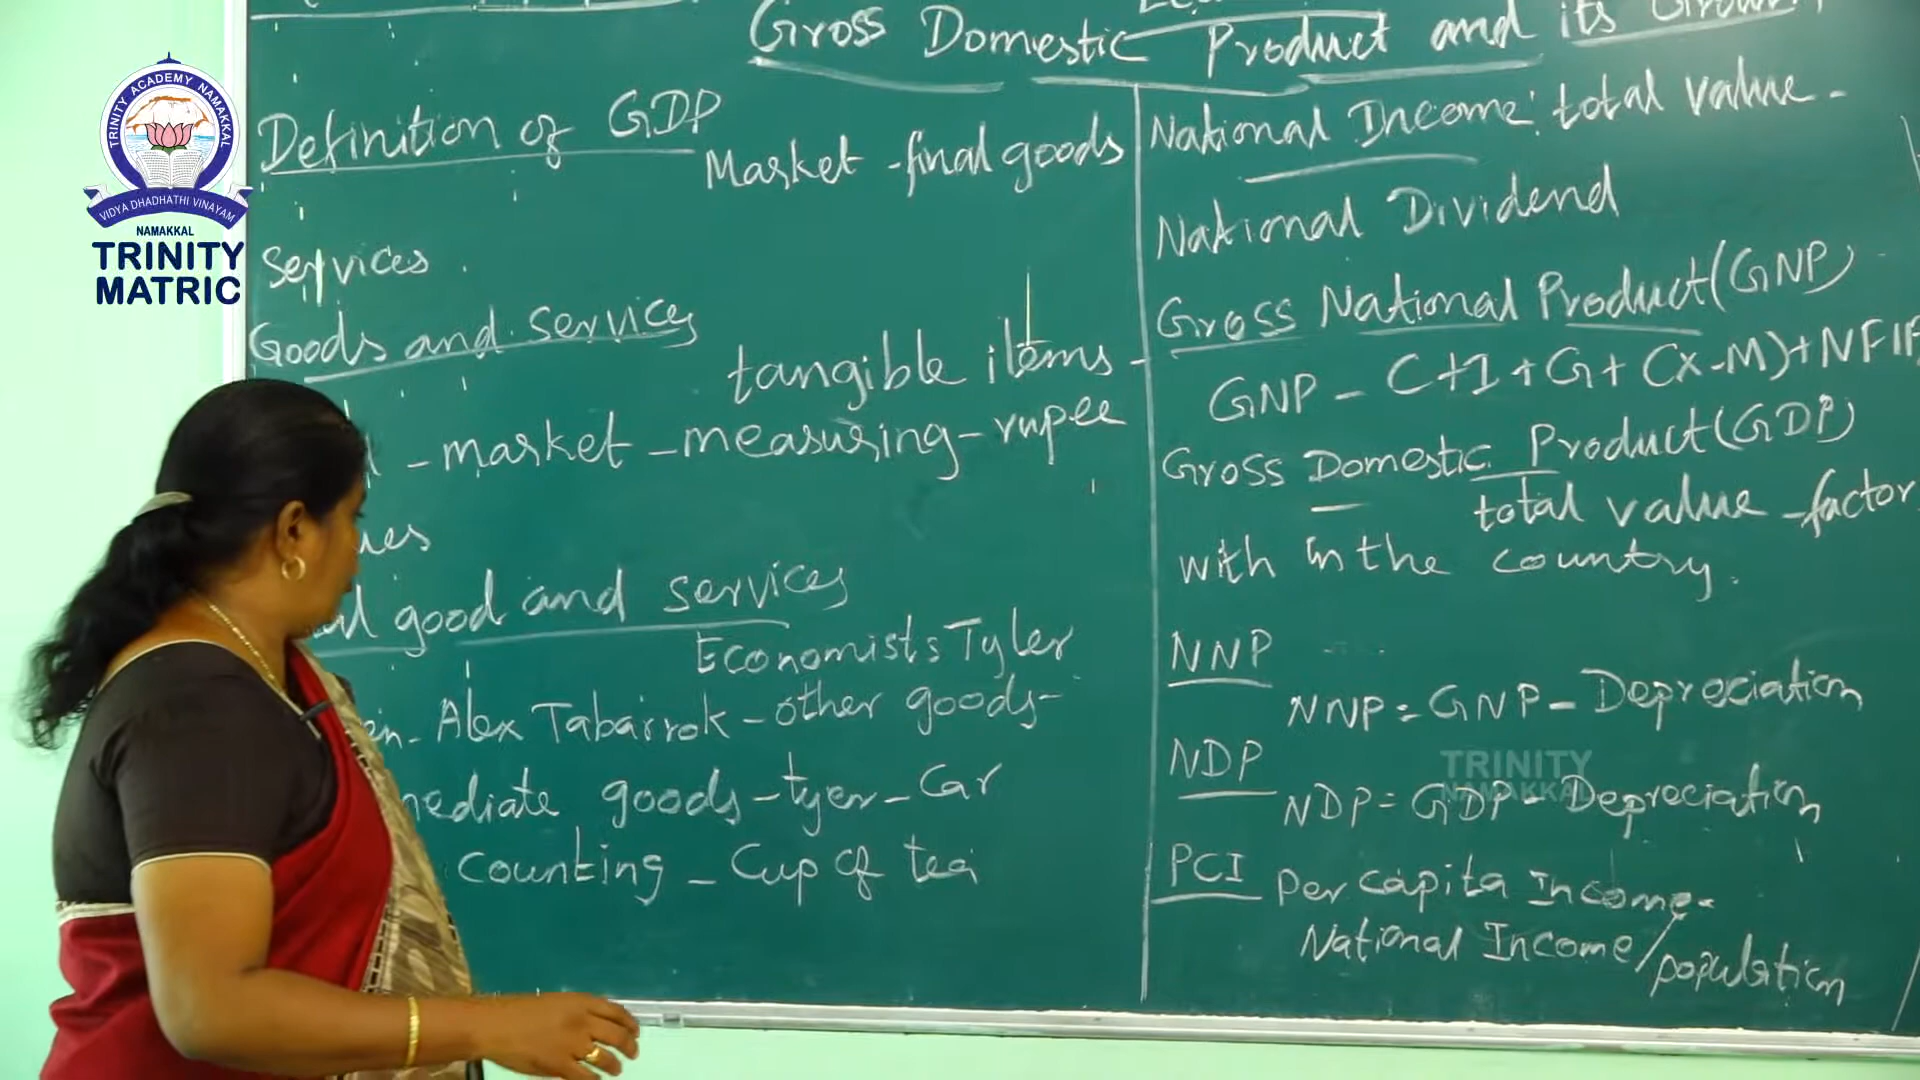 Gross Domestic Product and its Growth
Definition of GDP
Market - final goods
Services.
Goods and Services
tangible items -
- market - measuring - rupee
good and services
Economists Tyler
- Alex Tabarrok - other goods -
goods - tyer - Car
counting - Cup of tea
National Income: total value -
National Dividend
Gross National Product (GNP)
GNP - C+I+G+(X-M)+NFIF
Gross Domestic Product (GDP)
total value - factor
with in the country.
NNP
NNP = GNP - Depreciation
NDP
NDP = GDP - Depreciation
PCI Per Capita Income -
National Income / population
TRINITY ACADEMY NAMAKKAL
VIDYA DHADHATHI VINAYAM
NAMAKKAL
TRINITY
MATRIC
TRINITY
NAMAKKAL